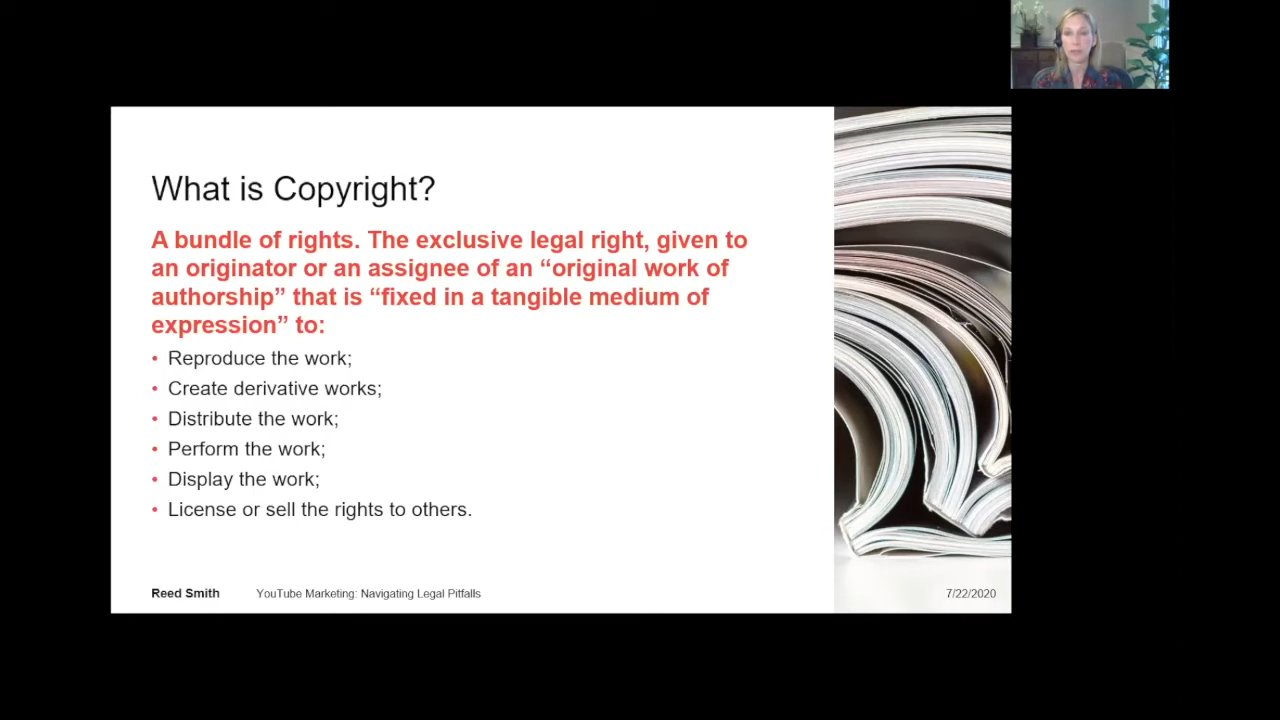 What is Copyright?
A bundle of rights. The exclusive legal right, given to
an originator or an assignee of an “original work of
authorship” that is “fixed in a tangible medium of
expression” to:
• Reproduce the work;
• Create derivative works;
• Distribute the work;
• Perform the work;
• Display the work;
• License or sell the rights to others.
Reed Smith YouTube Marketing: Navigating Legal Pitfalls 7/22/2020